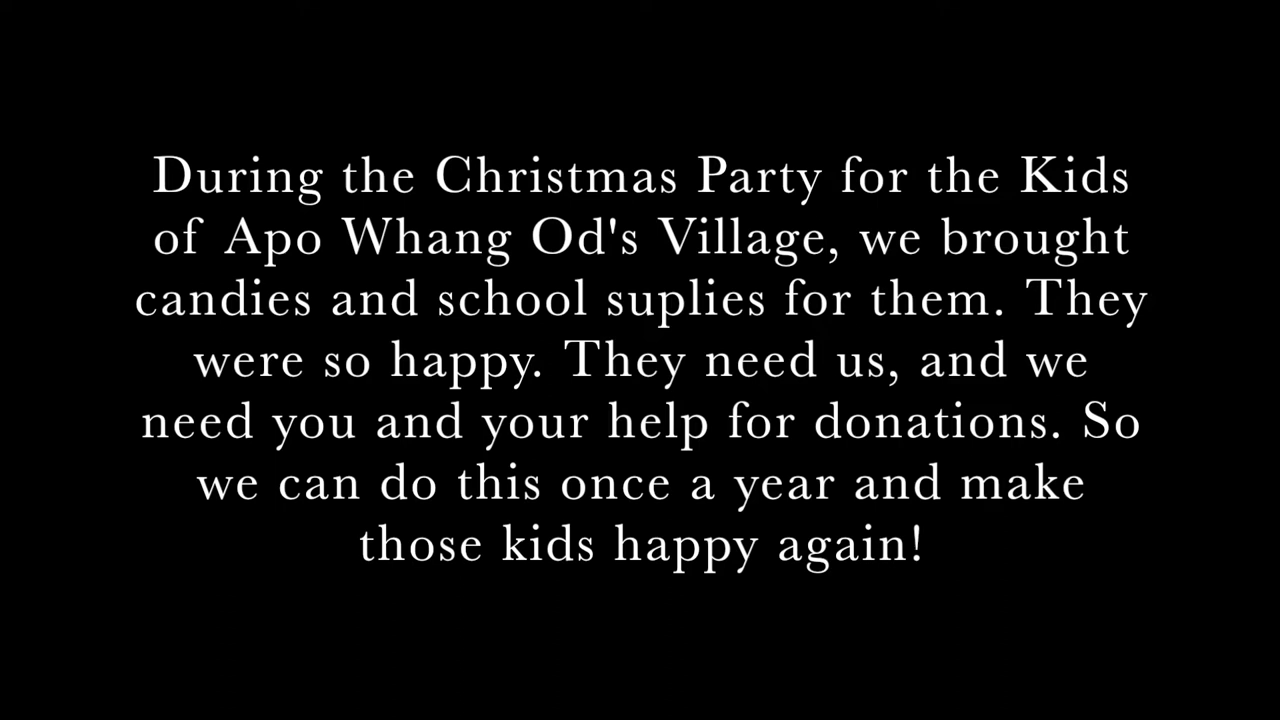 During the Christmas Party for the Kids
of Apo Whang Od's Village, we brought
candies and school suplies for them. They
were so happy. They need us, and we
need you and your help for donations. So
we can do this once a year and make
those kids happy again!